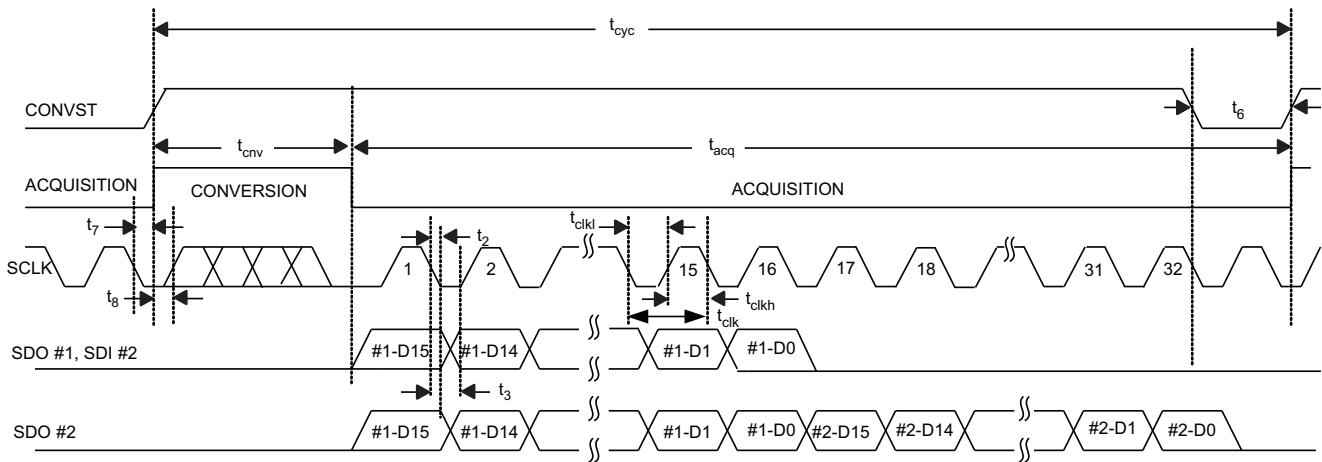 tcyc
CONVST
t6
tcnv
tacq
ACQUISITION
CONVERSION
ACQUISITION
t7
t2
tclkl
SCLK
1
2
15
16
17
18
31
32
t8
tclkh
tclk
SDO #1, SDI #2
#1-D15
#1-D14
#1-D1
#1-D0
t3
SDO #2
#1-D15
#1-D14
#1-D1
#1-D0
#2-D15
#2-D14
#2-D1
#2-D0